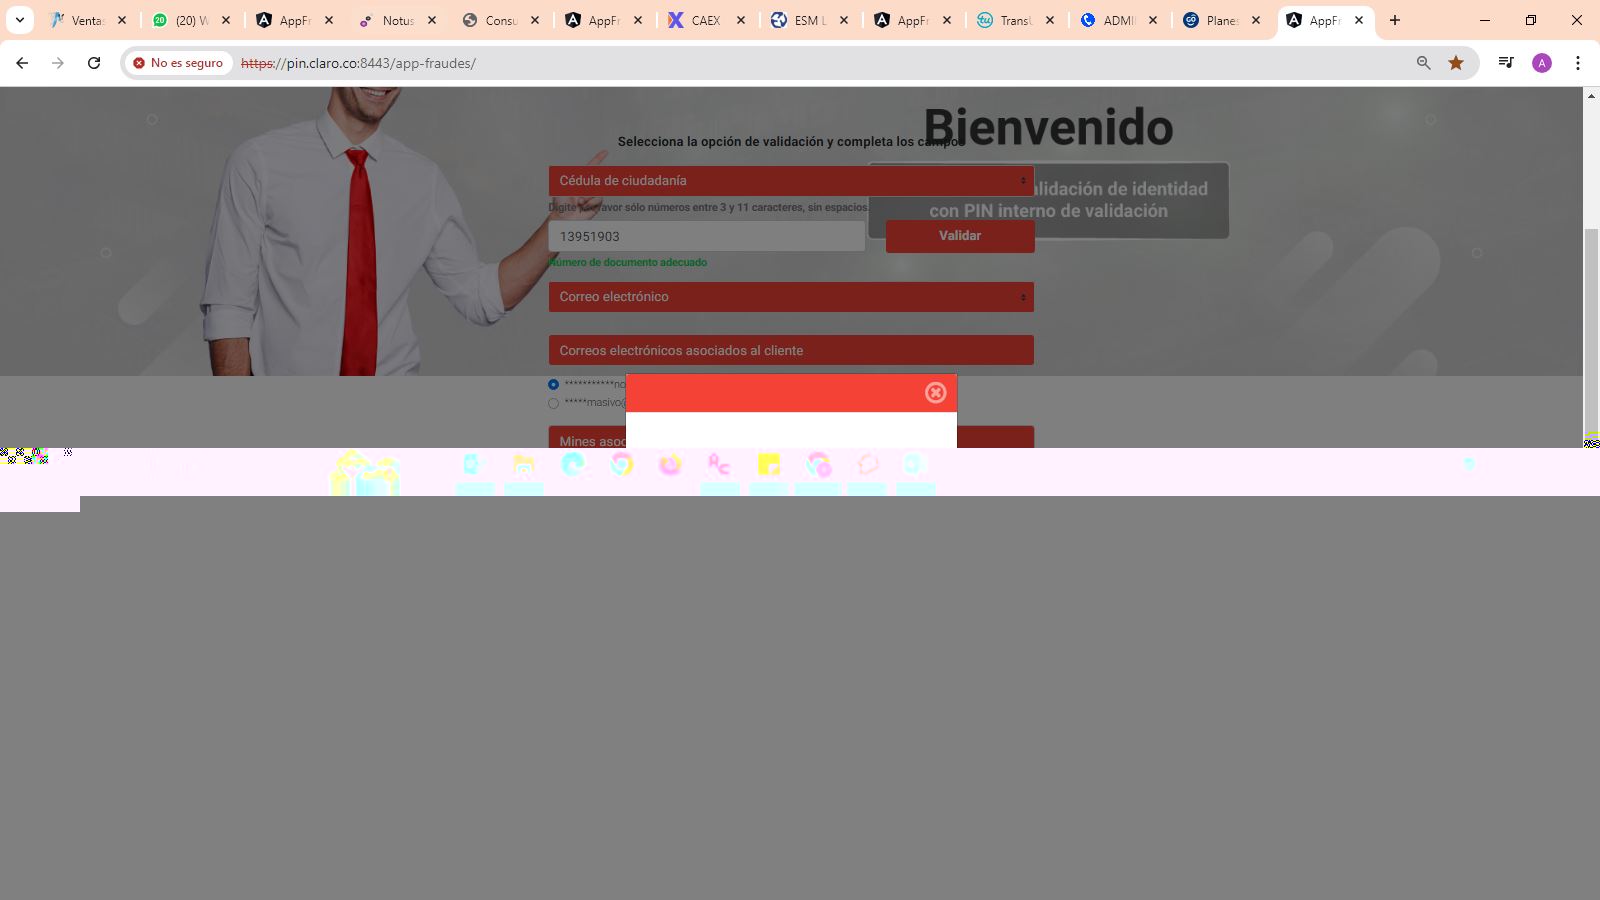 Ventas
(20) W
AppFr
Notus
Consu
AppFr
CAEX
ESM L
AppFr
TransU
ADMI
Planes
AppFr
No es seguro
https://pin.claro.co:8443/app-fraudes/
A
Bienvenido
Selecciona la opción de validación y completa los campos
Cédula de ciudadanía
alidación de identidad
Digite por favor sólo números entre 3 y 11 caracteres, sin espacios
con PIN interno de validación
13951903
Validar
Número de documento adecuado
Correo electrónico
Correos electrónicos asociados al cliente
***********no
*****masivo@
Mines asoc